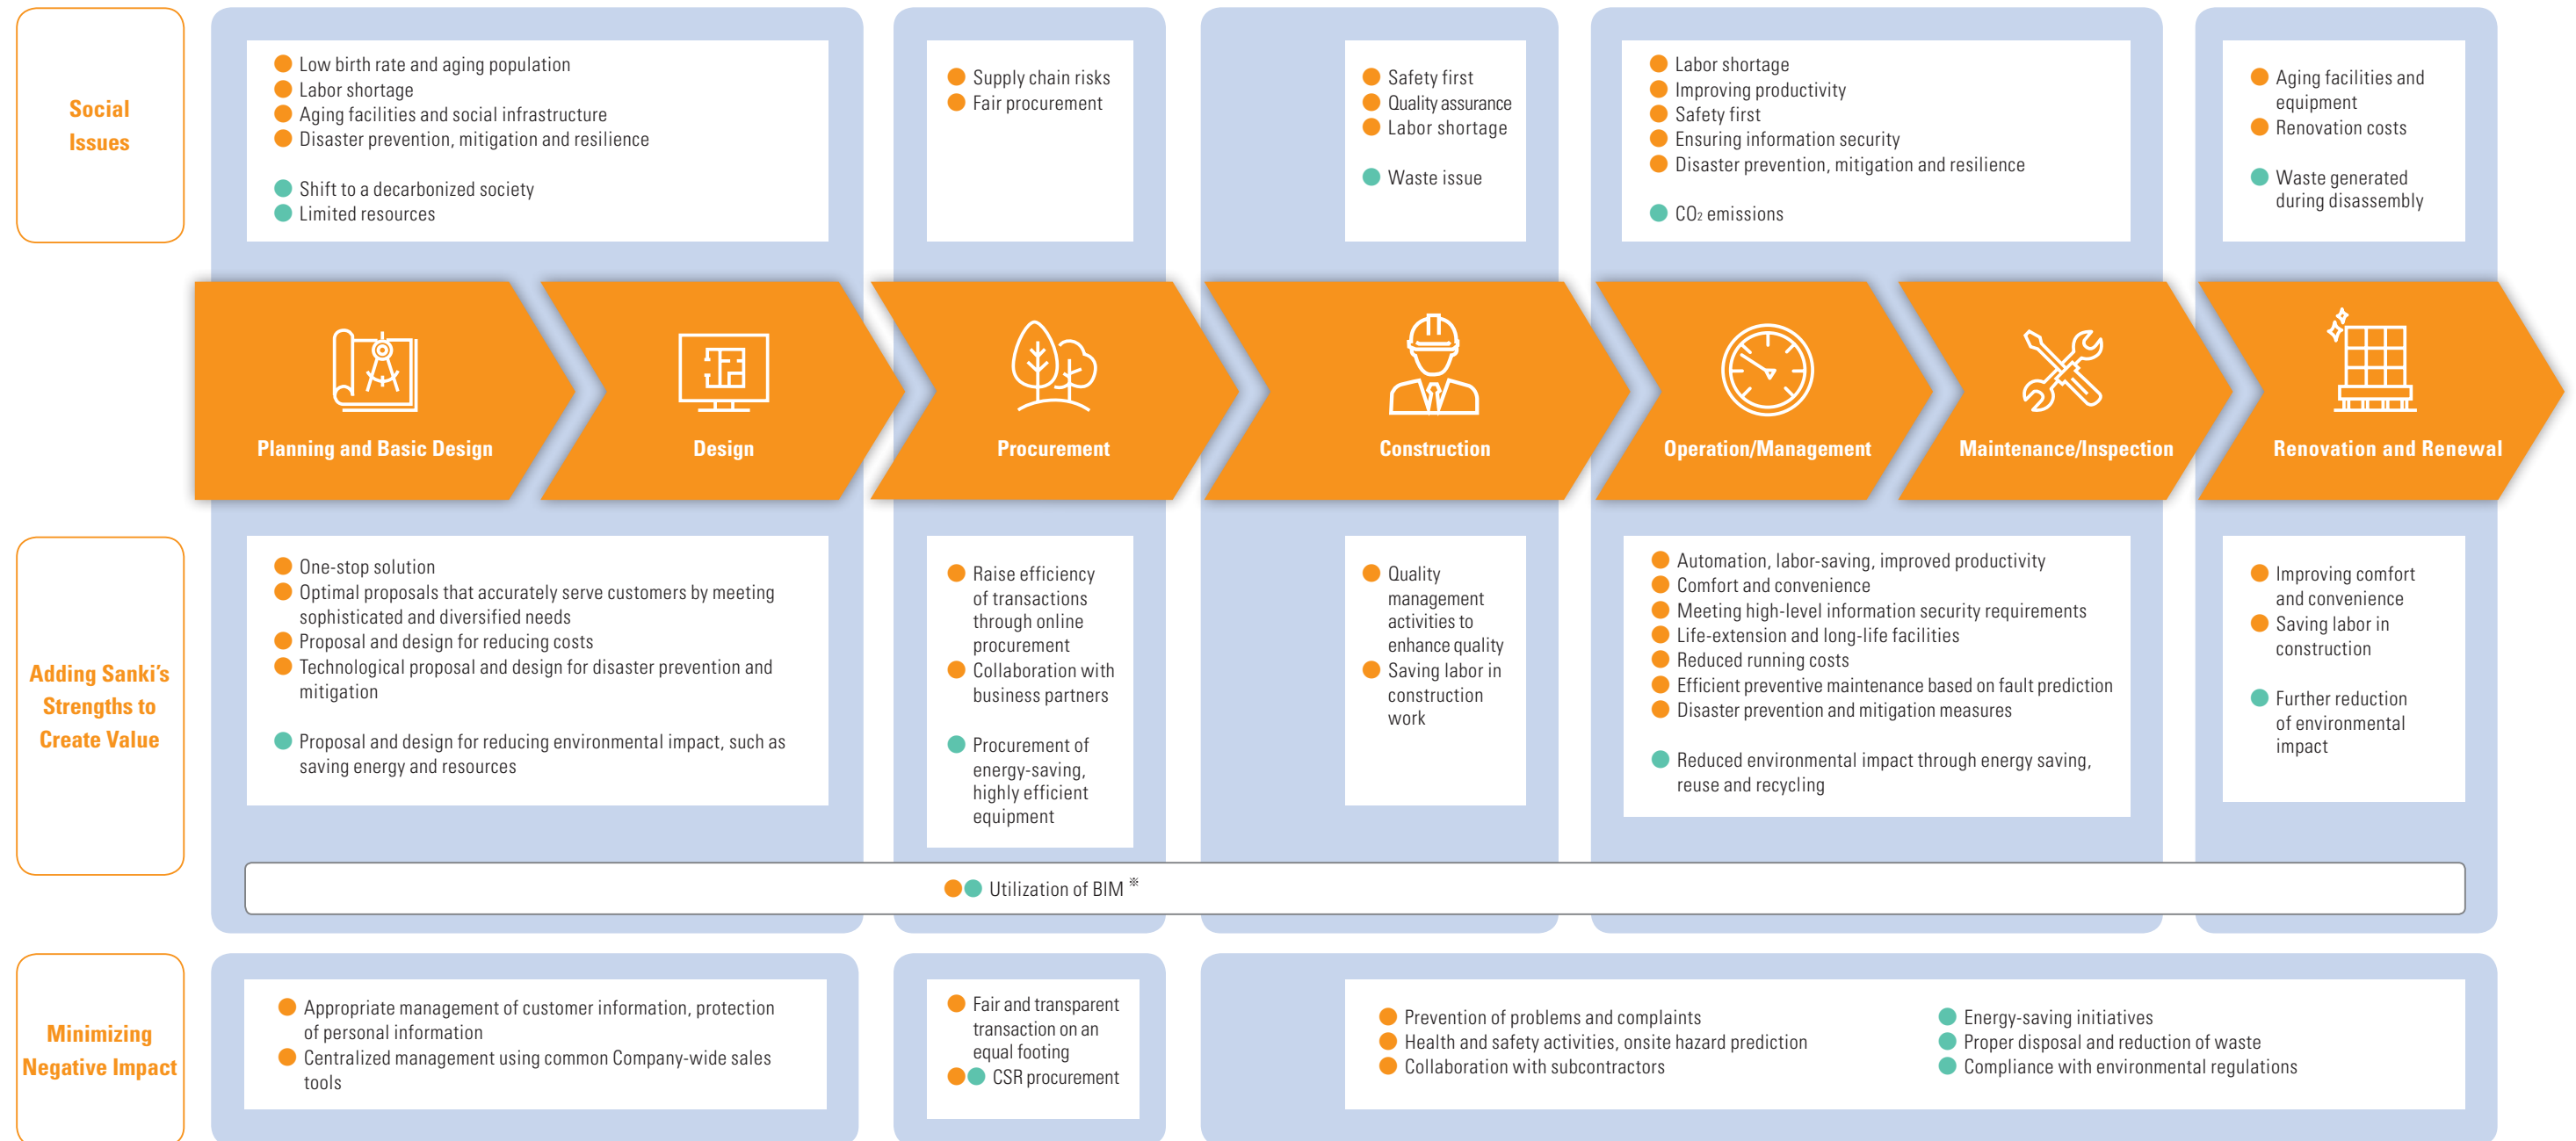 Social
Issues
Low birth rate and aging population
Labor shortage
Aging facilities and social infrastructure
Disaster prevention, mitigation and resilience
Shift to a decarbonized society
Limited resources
Supply chain risks
Fair procurement
Safety first
Quality assurance
Labor shortage
Waste issue
Labor shortage
Improving productivity
Safety first
Ensuring information security
Disaster prevention, mitigation and resilience
CO₂ emissions
Aging facilities and
equipment
Renovation costs
Waste generated
during disassembly
Planning and Basic Design
Design
Procurement
Construction
Operation/Management
Maintenance/Inspection
Renovation and Renewal
Adding Sanki's
Strengths to
Create Value
One-stop solution
Optimal proposals that accurately serve customers by meeting
sophisticated and diversified needs
Proposal and design for reducing costs
Technological proposal and design for disaster prevention and
mitigation
Proposal and design for reducing environmental impact, such as
saving energy and resources
Raise efficiency
of transactions
through online
procurement
Collaboration with
business partners
Procurement of
energy-saving,
highly efficient
equipment
Quality
management
activities to
enhance quality
Saving labor in
construction
work
Automation, labor-saving, improved productivity
Comfort and convenience
Meeting high-level information security requirements
Life-extension and long-life facilities
Reduced running costs
Efficient preventive maintenance based on fault prediction
Disaster prevention and mitigation measures
Reduced environmental impact through energy saving,
reuse and recycling
Improving comfort
and convenience
Saving labor in
construction
Further reduction
of environmental
impact
Utilization of BIM ※
Minimizing
Negative Impact
Appropriate management of customer information, protection
of personal information
Centralized management using common Company-wide sales
tools
Fair and transparent
transaction on an
equal footing
CSR procurement
Prevention of problems and complaints
Health and safety activities, onsite hazard prediction
Collaboration with subcontractors
Energy-saving initiatives
Proper disposal and reduction of waste
Compliance with environmental regulations